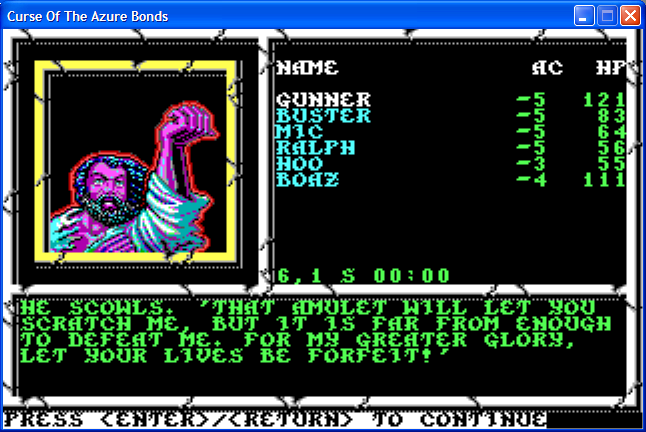 Curse Of The Azure Bonds
NAME AC HP
GUNNER -5 121
BUSTER -5 83
MIC -5 64
RALPH -5 56
HOO -3 55
BOAZ -4 111
6,1 S 00:00
HE SCOWLS. 'THAT AMULET WILL LET YOU
SCRATCH ME, BUT IT IS FAR FROM ENOUGH
TO DEFEAT ME. FOR MY GREATER GLORY,
LET YOUR LIVES BE FORFEIT!'
PRESS <ENTER>/<RETURN> TO CONTINUE